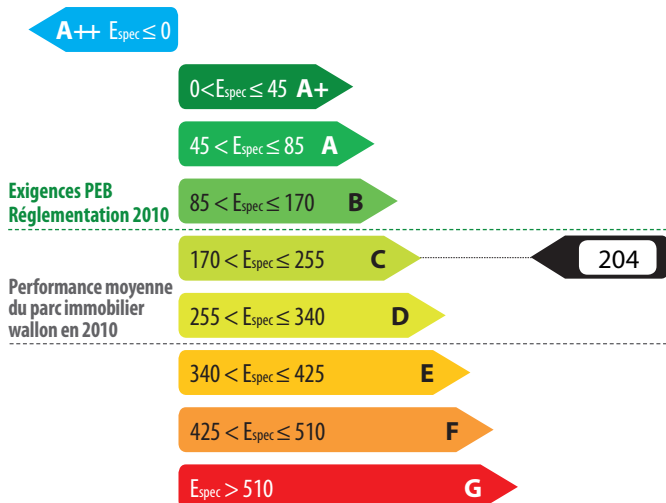 A++ Espec ≤ 0
0 < Espec ≤ 45 A+
45 < Espec ≤ 85 A
Exigences PEB
Réglementation 2010
85 < Espec ≤ 170 B
170 < Espec ≤ 255 C
204
Performance moyenne
du parc immobilier
wallon en 2010
255 < Espec ≤ 340 D
340 < Espec ≤ 425 E
425 < Espec ≤ 510 F
Espec > 510 G